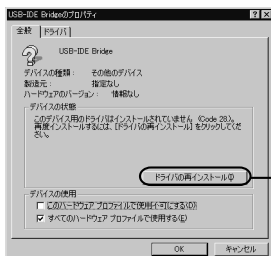 USB-IDE Bridgeのプロパティ
全般
ドライバ
USB-IDE Bridge
デバイスの種類: その他のデバイス
製造元: 指定なし
ハードウェアのバージョン: 情報なし
デバイスの状態
このデバイス用のドライバはインストールされていません (Code 28.)。
再度インストールするには、[ドライバの再インストール] をクリックしてくだ
さい。
ドライバの再インストール(I)
デバイスの使用
このハードウェア プロファイルで使用不可にする(D)
すべてのハードウェア プロファイルで使用する(E)
OK
キャンセル